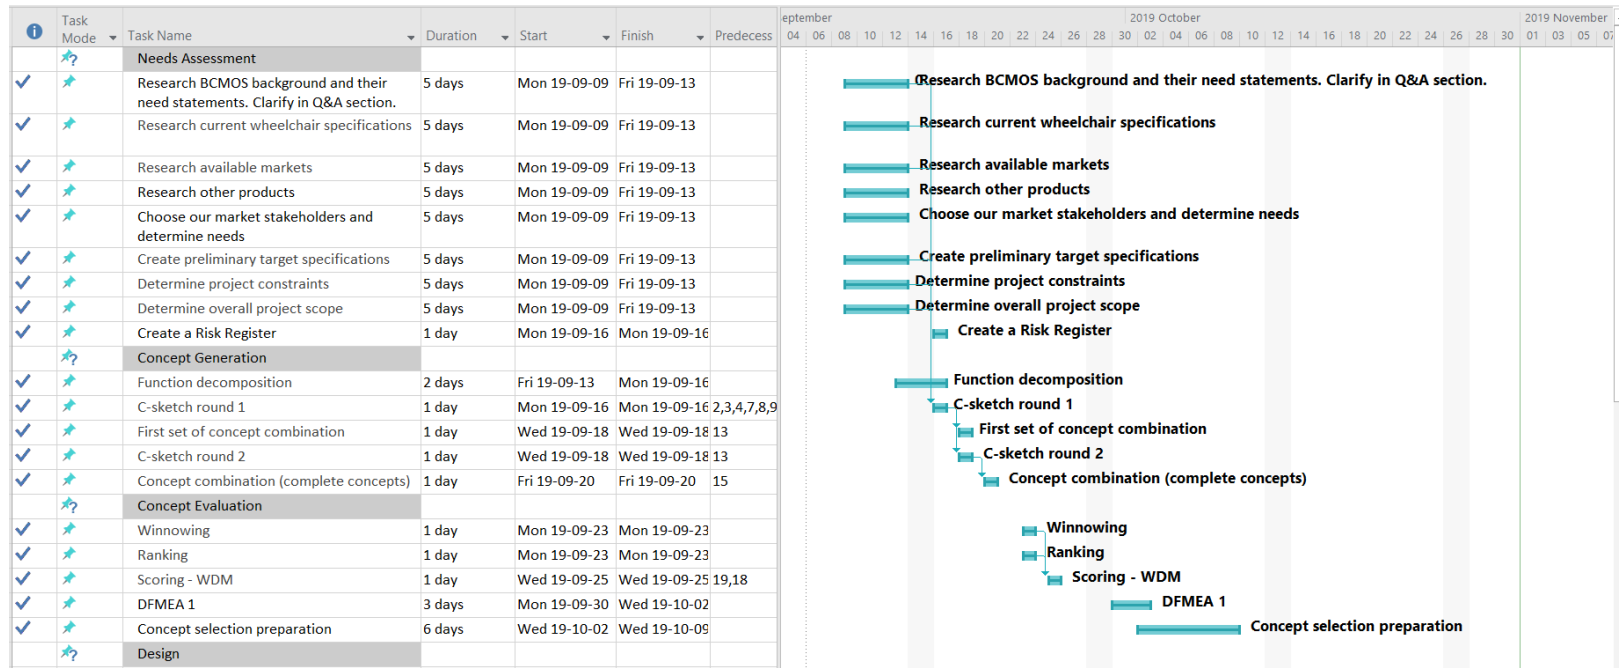 Task Mode Task Name Duration Start Finish Predecess
eptember 2019 October 2019 November
04 06 08 10 12 14 16 18 20 22 24 26 28 30 02 04 06 08 10 12 14 16 18 20 22 24 26 28 30 01 03 05 07
Needs Assessment
Research BCMOS background and their need statements. Clarify in Q&A section. 5 days Mon 19-09-09 Fri 19-09-13 Research BCMOS background and their need statements. Clarify in Q&A section.
Research current wheelchair specifications 5 days Mon 19-09-09 Fri 19-09-13 Research current wheelchair specifications
Research available markets 5 days Mon 19-09-09 Fri 19-09-13 Research available markets
Research other products 5 days Mon 19-09-09 Fri 19-09-13 Research other products
Choose our market stakeholders and determine needs 5 days Mon 19-09-09 Fri 19-09-13 Choose our market stakeholders and determine needs
Create preliminary target specifications 5 days Mon 19-09-09 Fri 19-09-13 Create preliminary target specifications
Determine project constraints 5 days Mon 19-09-09 Fri 19-09-13 Determine project constraints
Determine overall project scope 5 days Mon 19-09-09 Fri 19-09-13 Determine overall project scope
Create a Risk Register 1 day Mon 19-09-16 Mon 19-09-16 Create a Risk Register
Concept Generation
Function decomposition 2 days Fri 19-09-13 Mon 19-09-16 Function decomposition
C-sketch round 1 1 day Mon 19-09-16 Mon 19-09-16 2,3,4,7,8,9 C-sketch round 1
First set of concept combination 1 day Wed 19-09-18 Wed 19-09-18 13 First set of concept combination
C-sketch round 2 1 day Wed 19-09-18 Wed 19-09-18 13 C-sketch round 2
Concept combination (complete concepts) 1 day Fri 19-09-20 Fri 19-09-20 15 Concept combination (complete concepts)
Concept Evaluation
Winnowing 1 day Mon 19-09-23 Mon 19-09-23 Winnowing
Ranking 1 day Mon 19-09-23 Mon 19-09-23 Ranking
Scoring - WDM 1 day Wed 19-09-25 Wed 19-09-25 19,18 Scoring - WDM
DFMEA 1 3 days Mon 19-09-30 Wed 19-10-02 DFMEA 1
Concept selection preparation 6 days Wed 19-10-02 Wed 19-10-09 Concept selection preparation
Design